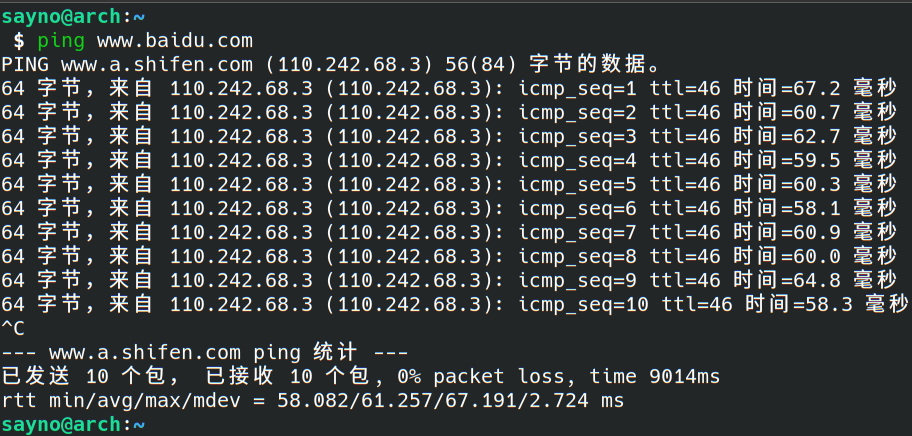 sayno@arch:~
$ ping www.baidu.com
PING www.a.shifen.com (110.242.68.3) 56(84) 字节的数据。
64 字节，来自 110.242.68.3 (110.242.68.3): icmp_seq=1 ttl=46 时间=67.2 毫秒
64 字节，来自 110.242.68.3 (110.242.68.3): icmp_seq=2 ttl=46 时间=60.7 毫秒
64 字节，来自 110.242.68.3 (110.242.68.3): icmp_seq=3 ttl=46 时间=62.7 毫秒
64 字节，来自 110.242.68.3 (110.242.68.3): icmp_seq=4 ttl=46 时间=59.5 毫秒
64 字节，来自 110.242.68.3 (110.242.68.3): icmp_seq=5 ttl=46 时间=60.3 毫秒
64 字节，来自 110.242.68.3 (110.242.68.3): icmp_seq=6 ttl=46 时间=58.1 毫秒
64 字节，来自 110.242.68.3 (110.242.68.3): icmp_seq=7 ttl=46 时间=60.9 毫秒
64 字节，来自 110.242.68.3 (110.242.68.3): icmp_seq=8 ttl=46 时间=60.0 毫秒
64 字节，来自 110.242.68.3 (110.242.68.3): icmp_seq=9 ttl=46 时间=64.8 毫秒
64 字节，来自 110.242.68.3 (110.242.68.3): icmp_seq=10 ttl=46 时间=58.3 毫秒
^C
--- www.a.shifen.com ping 统计 ---
已发送 10 个包， 已接收 10 个包, 0% packet loss, time 9014ms
rtt min/avg/max/mdev = 58.082/61.257/67.191/2.724 ms
sayno@arch:~